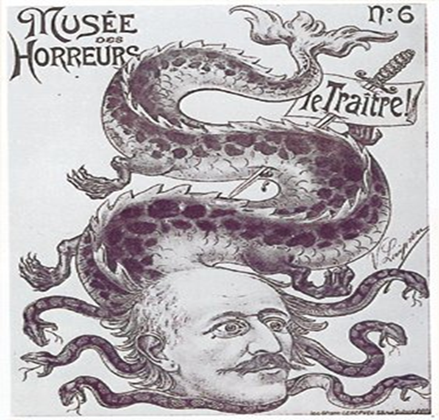 MUSÉE
DES
HORREURS
N:o 6
le Traitre!
V. Lenepveu